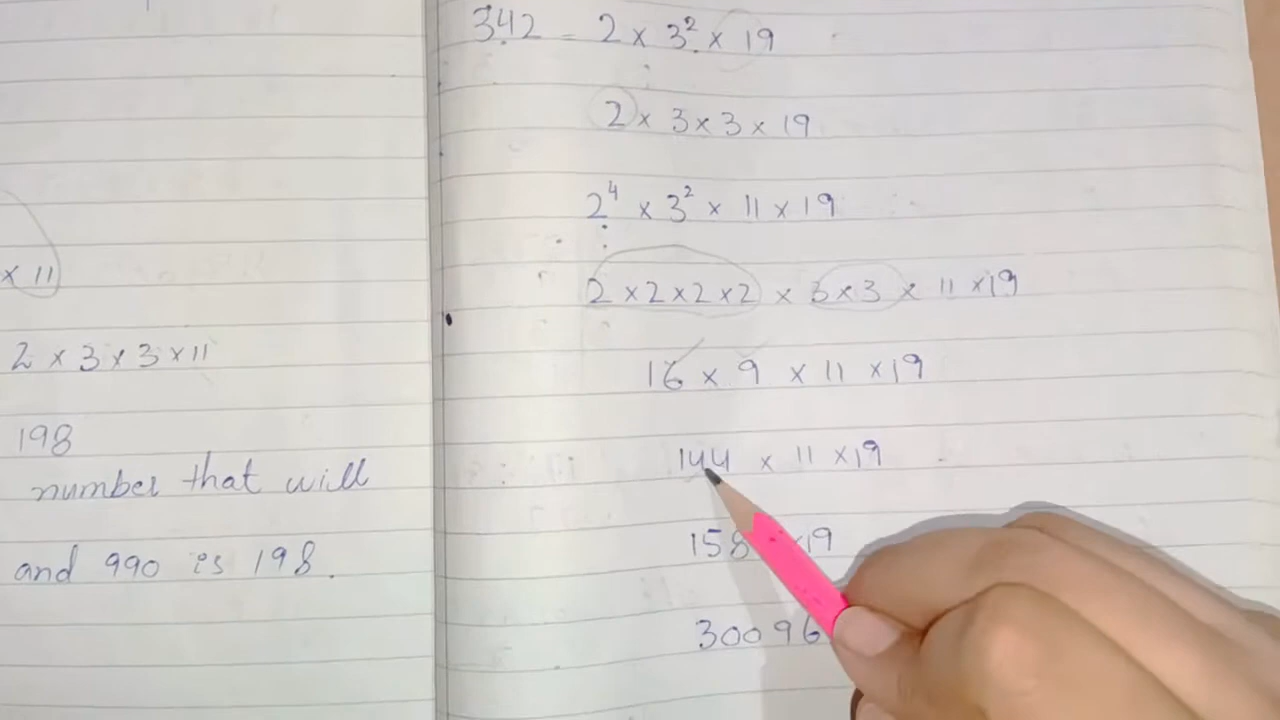 × 11
2 × 3 × 3 × 11
198
number that will
and 990 is 198.
342 = 2 × 3² × 19
2 × 3 × 3 × 19
2⁴ × 3² × 11 × 19
2 × 2 × 2 × 2 × 3 × 3 × 11 × 19
16 × 9 × 11 × 19
144 × 11 × 19
158 × 19
30096